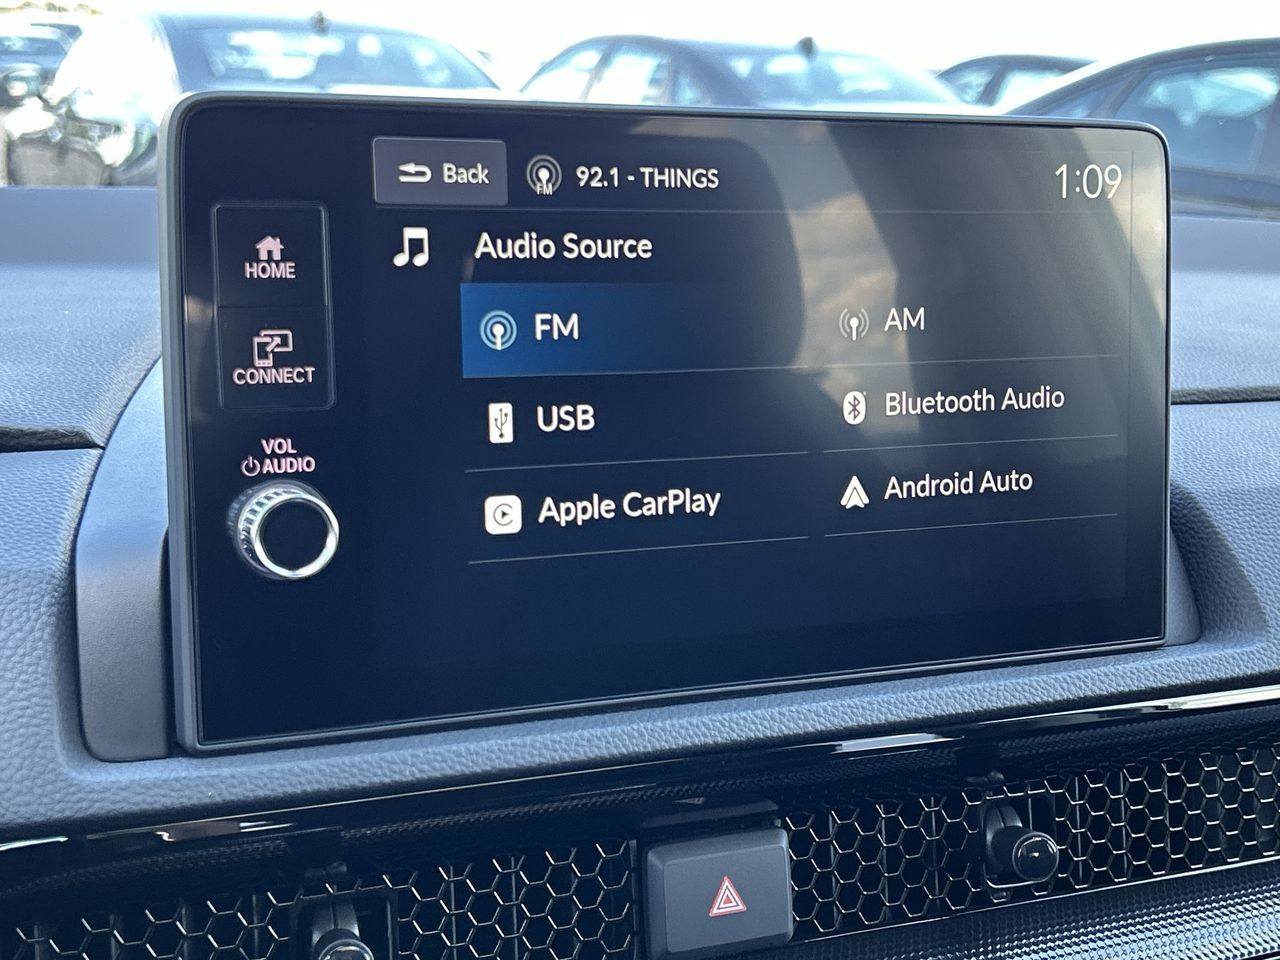 Back
FM
92.1 - THINGS
1:09
HOME
CONNECT
VOL
AUDIO
Audio Source
FM
AM
USB
Bluetooth Audio
Apple CarPlay
Android Auto